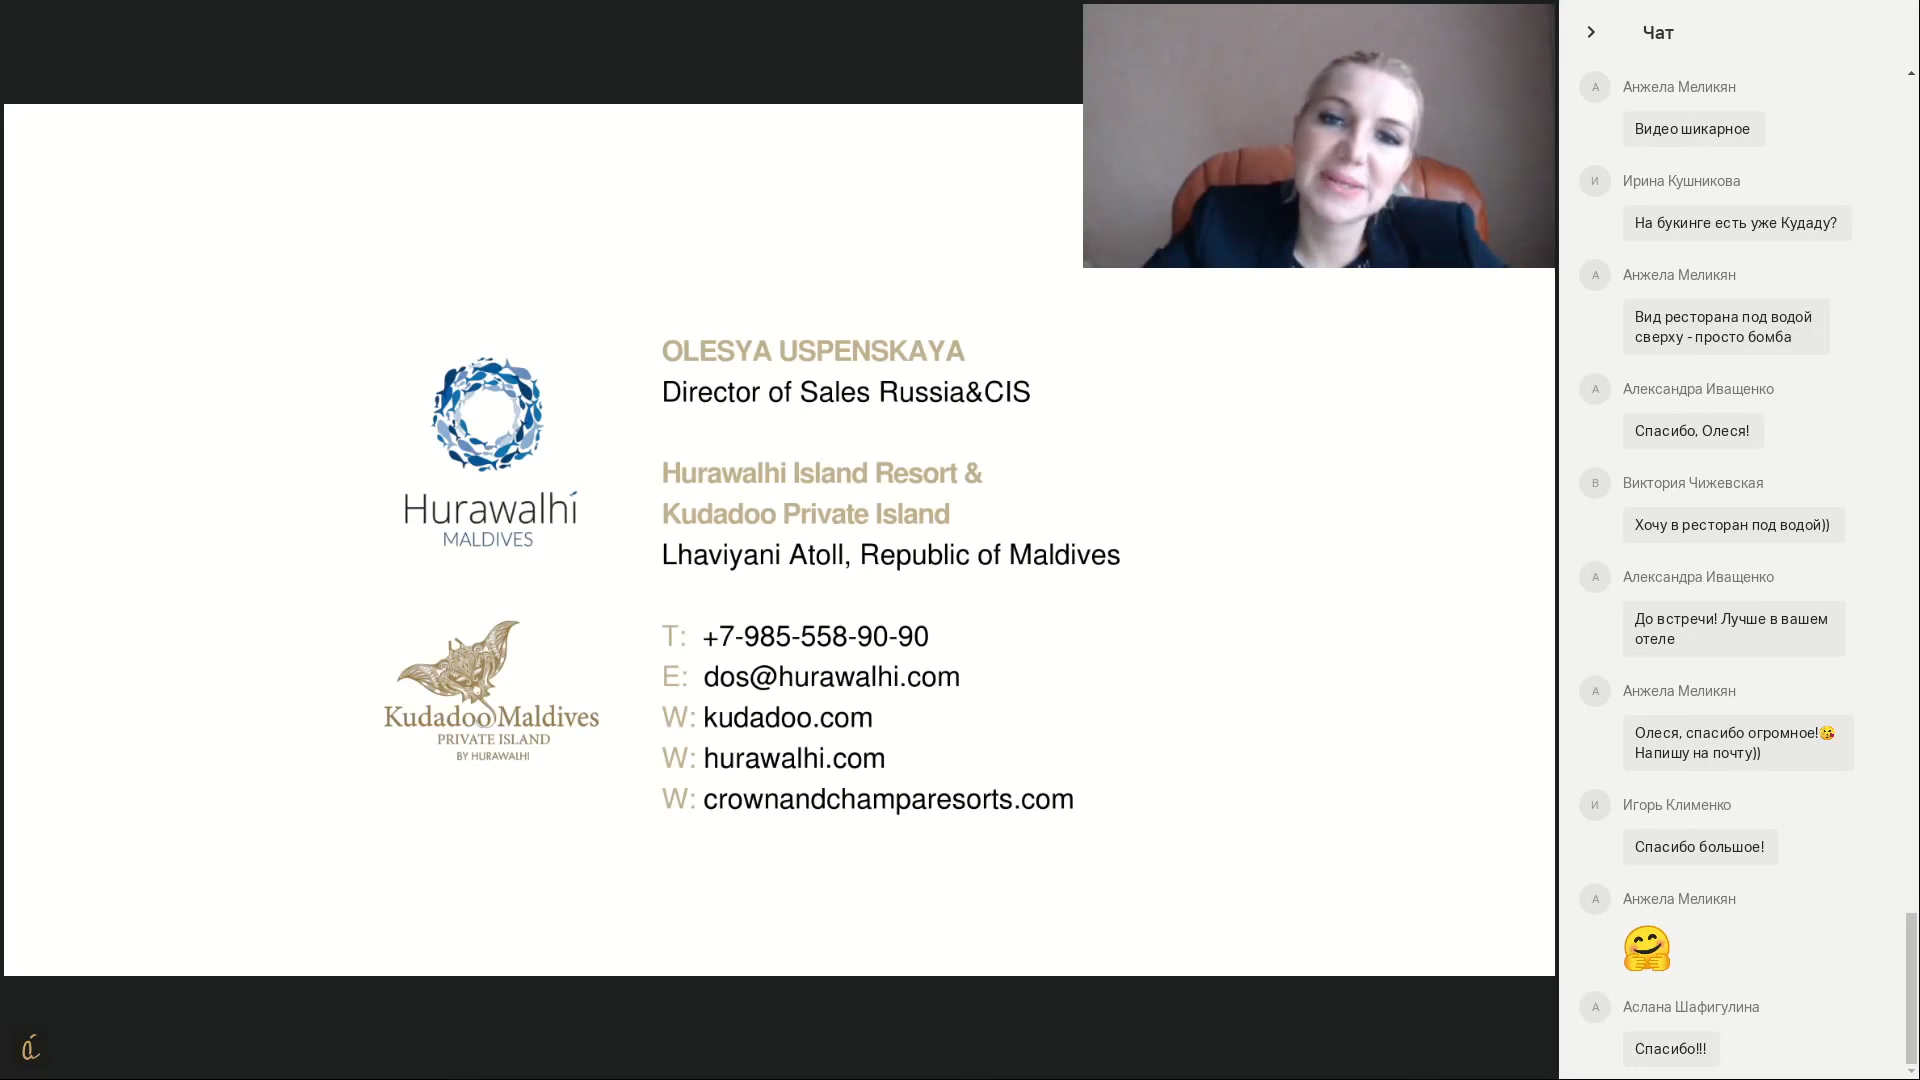 OLESYA USPENSKAYA
Director of Sales Russia&CIS
Hurawalhi Island Resort &
Kudadoo Private Island
Lhaviyani Atoll, Republic of Maldives
T: +7-985-558-90-90
E: dos@hurawalhi.com
W: kudadoo.com
W: hurawalhi.com
W: crownandchamparesorts.com
Hurawalhi
MALDIVES
Kudadoo Maldives
PRIVATE ISLAND
BY HURAWALHI
á
Чат
А Анжела Меликян
Видео шикарное
И Ирина Кушникова
На букинге есть уже Кудаду?
А Анжела Меликян
Вид ресторана под водой
сверху - просто бомба
А Александра Иващенко
Спасибо, Олеся!
В Виктория Чижевская
Хочу в ресторан под водой))
А Александра Иващенко
До встречи! Лучше в вашем
отеле
А Анжела Меликян
Олеся, спасибо огромное!😘
Напишу на почту))
И Игорь Клименко
Спасибо большое!
А Анжела Меликян
🤗
А Аслана Шафигулина
Спасибо!!!